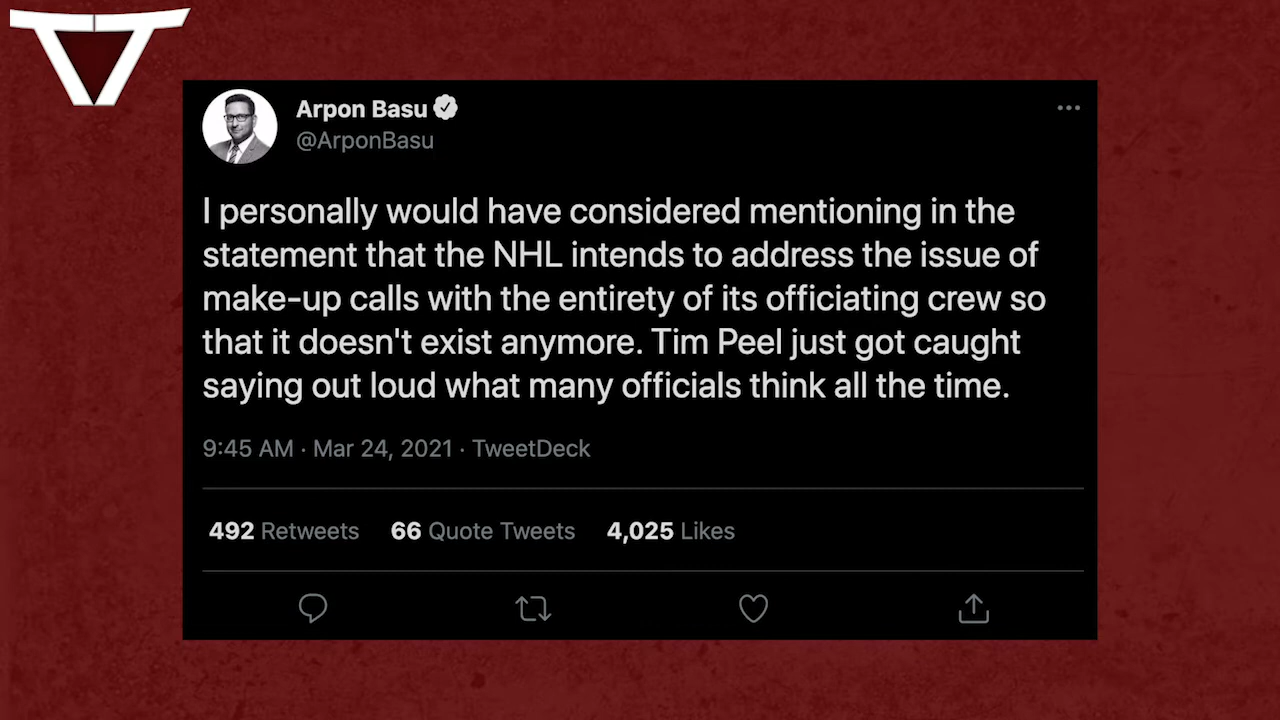 Arpon Basu
@ArponBasu
I personally would have considered mentioning in the
statement that the NHL intends to address the issue of
make-up calls with the entirety of its officiating crew so
that it doesn't exist anymore. Tim Peel just got caught
saying out loud what many officials think all the time.
9:45 AM · Mar 24, 2021 · TweetDeck
492 Retweets 66 Quote Tweets 4,025 Likes